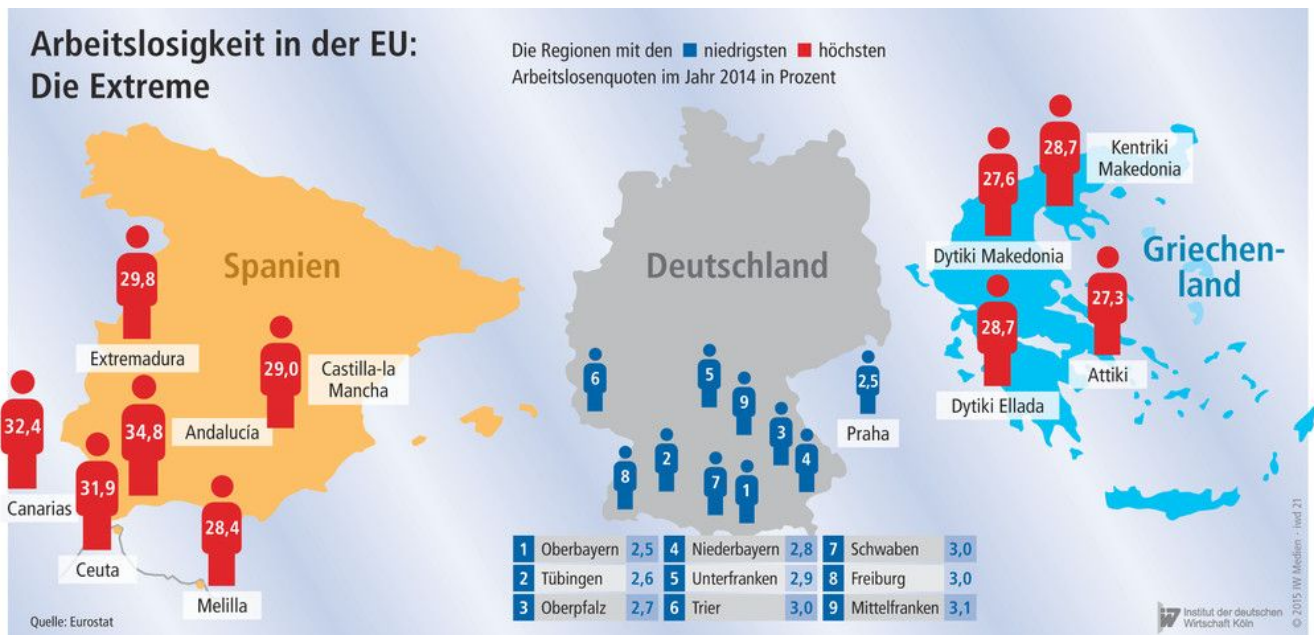 Arbeitslosigkeit in der EU:
Die Extreme
Die Regionen mit den niedrigsten höchsten
Arbeitslosenquoten im Jahr 2014 in Prozent
Spanien
29,8
Extremadura
29,0
Castilla-la
Mancha
32,4
Canarias
34,8
Andalucía
31,9
Ceuta
28,4
Melilla
Deutschland
6
5
9
3
4
2
8
7
1
2,5
Praha
Griechen-
land
28,7
Kentriki
Makedonia
27,6
Dytiki Makedonia
27,3
Attiki
28,7
Dytiki Ellada
1 Oberbayern 2,5 4 Niederbayern 2,8 7 Schwaben 3,0
2 Tübingen 2,6 5 Unterfranken 2,9 8 Freiburg 3,0
3 Oberpfalz 2,7 6 Trier 3,0 9 Mittelfranken 3,1
Quelle: Eurostat
iw Institut der deutschen
Wirtschaft Köln
© 2015 IW Medien · iwd 21